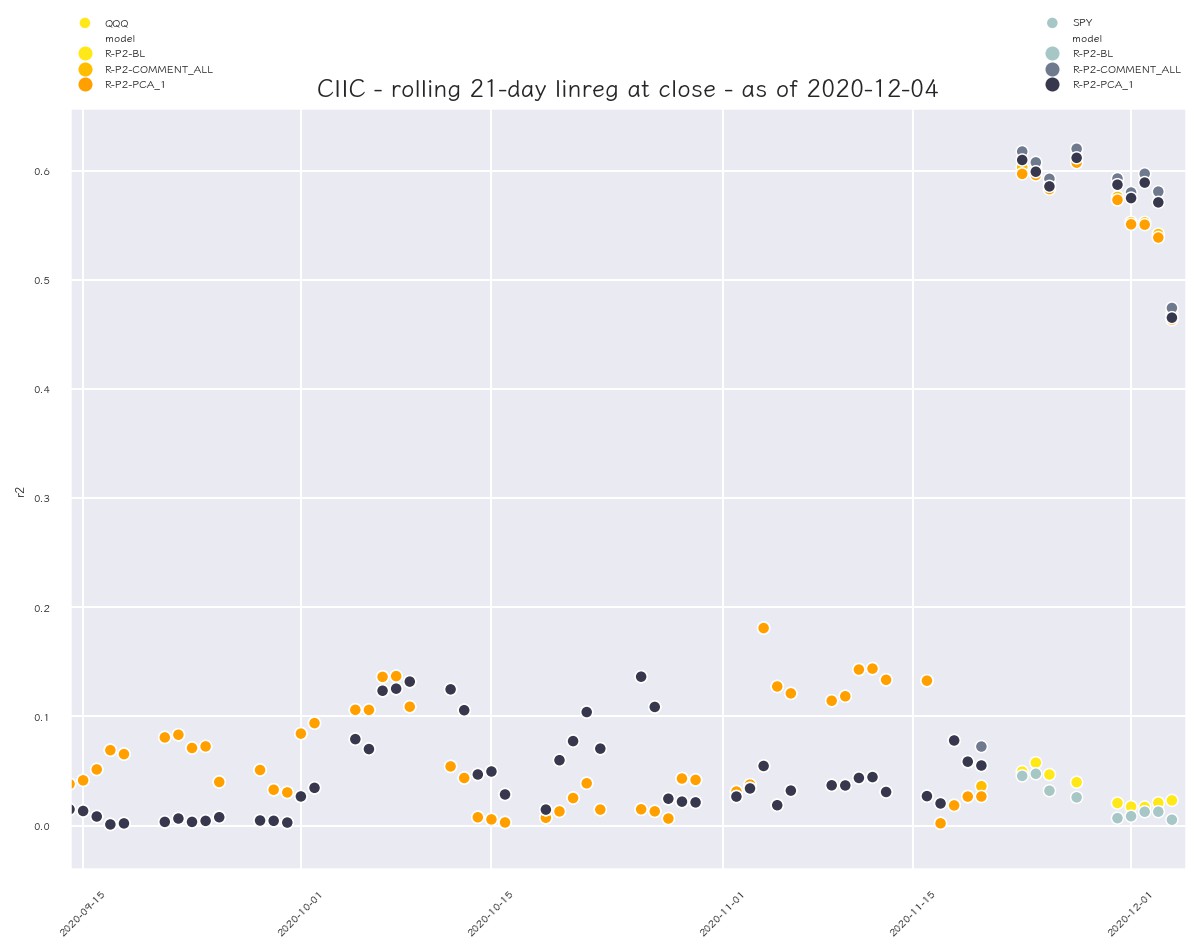 QQQ
model
R-P2-BL
R-P2-COMMENT_ALL
R-P2-PCA_1
SPY
model
R-P2-BL
R-P2-COMMENT_ALL
R-P2-PCA_1
CIIC - rolling 21-day linreg at close - as of 2020-12-04
r2
0.6
0.5
0.4
0.3
0.2
0.1
0.0
2020-09-15
2020-10-01
2020-10-15
2020-11-01
2020-11-15
2020-12-01